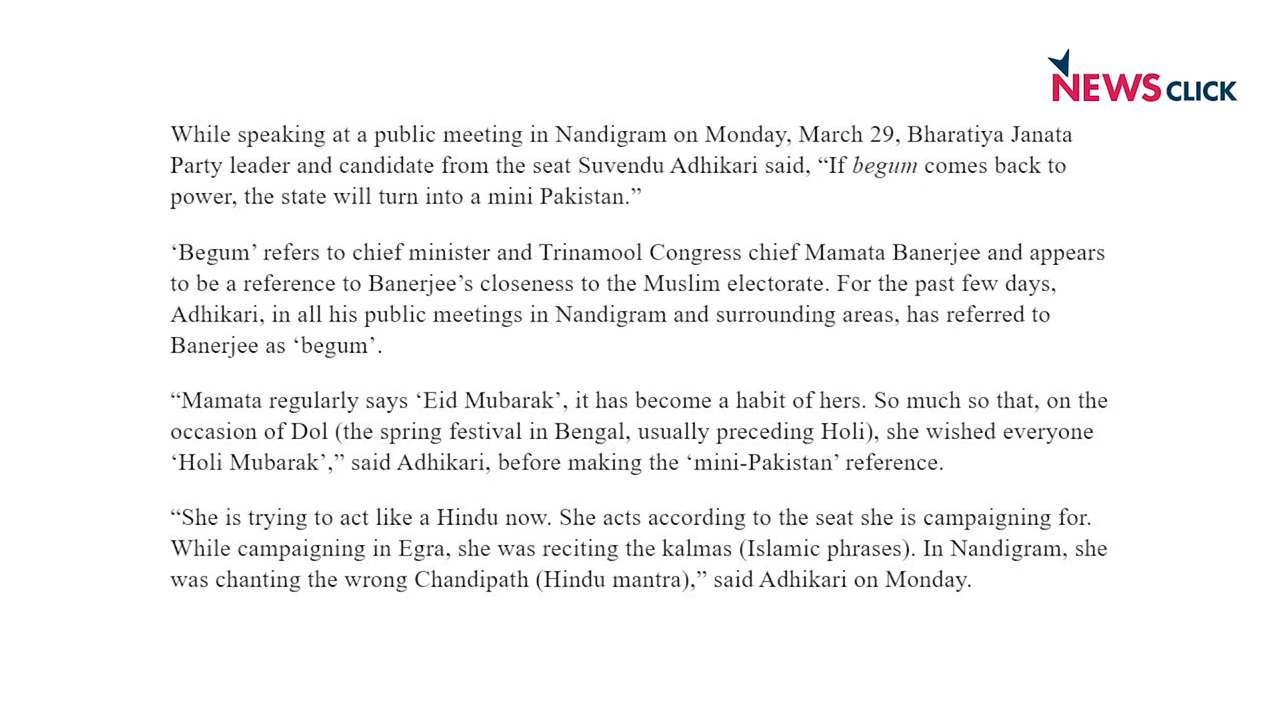 NEWS CLICK
While speaking at a public meeting in Nandigram on Monday, March 29, Bharatiya Janata
Party leader and candidate from the seat Suvendu Adhikari said, “If begum comes back to
power, the state will turn into a mini Pakistan.”
‘Begum’ refers to chief minister and Trinamool Congress chief Mamata Banerjee and appears
to be a reference to Banerjee’s closeness to the Muslim electorate. For the past few days,
Adhikari, in all his public meetings in Nandigram and surrounding areas, has referred to
Banerjee as ‘begum’.
“Mamata regularly says ‘Eid Mubarak’, it has become a habit of hers. So much so that, on the
occasion of Dol (the spring festival in Bengal, usually preceding Holi), she wished everyone
‘Holi Mubarak’,” said Adhikari, before making the ‘mini-Pakistan’ reference.
“She is trying to act like a Hindu now. She acts according to the seat she is campaigning for.
While campaigning in Egra, she was reciting the kalmas (Islamic phrases). In Nandigram, she
was chanting the wrong Chandipath (Hindu mantra),” said Adhikari on Monday.